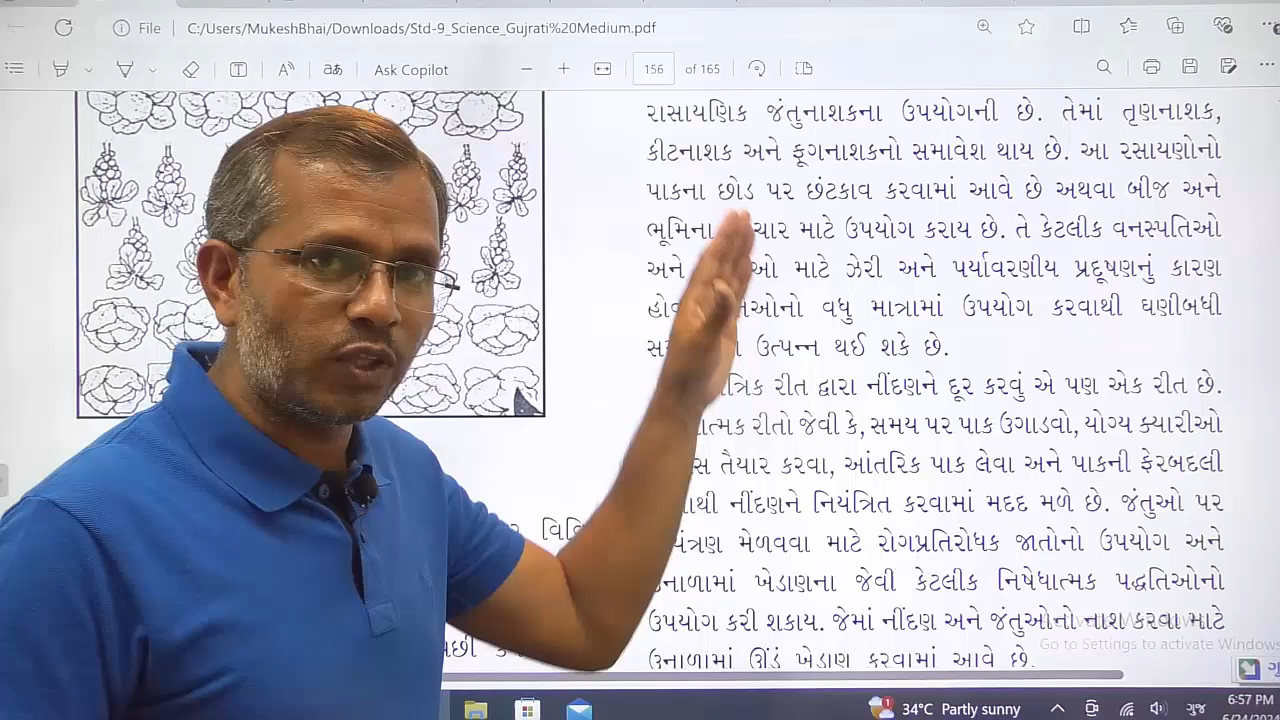 File C:/Users/MukeshBhai/Downloads/Std-9_Science_Gujrati%20Medium.pdf
Ask Copilot 156 of 165
રાસાયણિક જંતુનાશકના ઉપયોગની છે. તેમાં તૃણનાશક,
કીટનાશક અને ફૂગનાશકનો સમાવેશ થાય છે. આ રસાયણોનો
પાકના છોડ પર છંટકાવ કરવામાં આવે છે અથવા બીજ અને
ભૂમિના માટે ઉપયોગ કરાય છે. તે કેટલીક વનસ્પતિઓ
અને માટે ઝેરી અને પર્યાવરણીય પ્રદૂષણનું કારણ
વધુ માત્રામાં ઉપયોગ કરવાથી ઘણીબધી
ઉત્પન્ન થઈ શકે છે.
રીત દ્વારા નીંદણને દૂર કરવું એ પણ એક રીત છે.
રીતો જેવી કે, સમય પર પાક ઉગાડવો, યોગ્ય ક્યારીઓ
તૈયાર કરવા, આંતરિક પાક લેવા અને પાકની ફેરબદલી
નીંદણને નિયંત્રિત કરવામાં મદદ મળે છે. જંતુઓ પર
મેળવવા માટે રોગપ્રતિરોધક જાતોનો ઉપયોગ અને
ઉનાળામાં ખેડાણના જેવી કેટલીક નિષેધાત્મક પદ્ધતિઓનો
ઉપયોગ કરી શકાય. જેમાં નીંદણ અને જંતુઓનો નાશ કરવા માટે
ઉનાળામાં ઊંડું ખેડાણ કરવામાં આવે છે.
Activate Windows
Go to Settings to activate Windows
34°C Partly sunny
ગુજ
6:57 PM